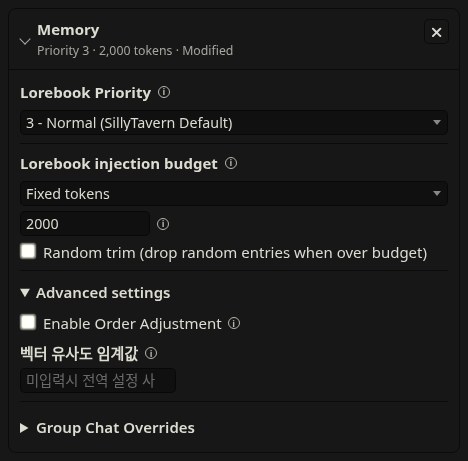 Memory
Priority 3 · 2,000 tokens · Modified
Lorebook Priority
3 - Normal (SillyTavern Default)
Lorebook injection budget
Fixed tokens
2000
Random trim (drop random entries when over budget)
Advanced settings
Enable Order Adjustment
벡터 유사도 임계값
미입력시 전역 설정 사
Group Chat Overrides